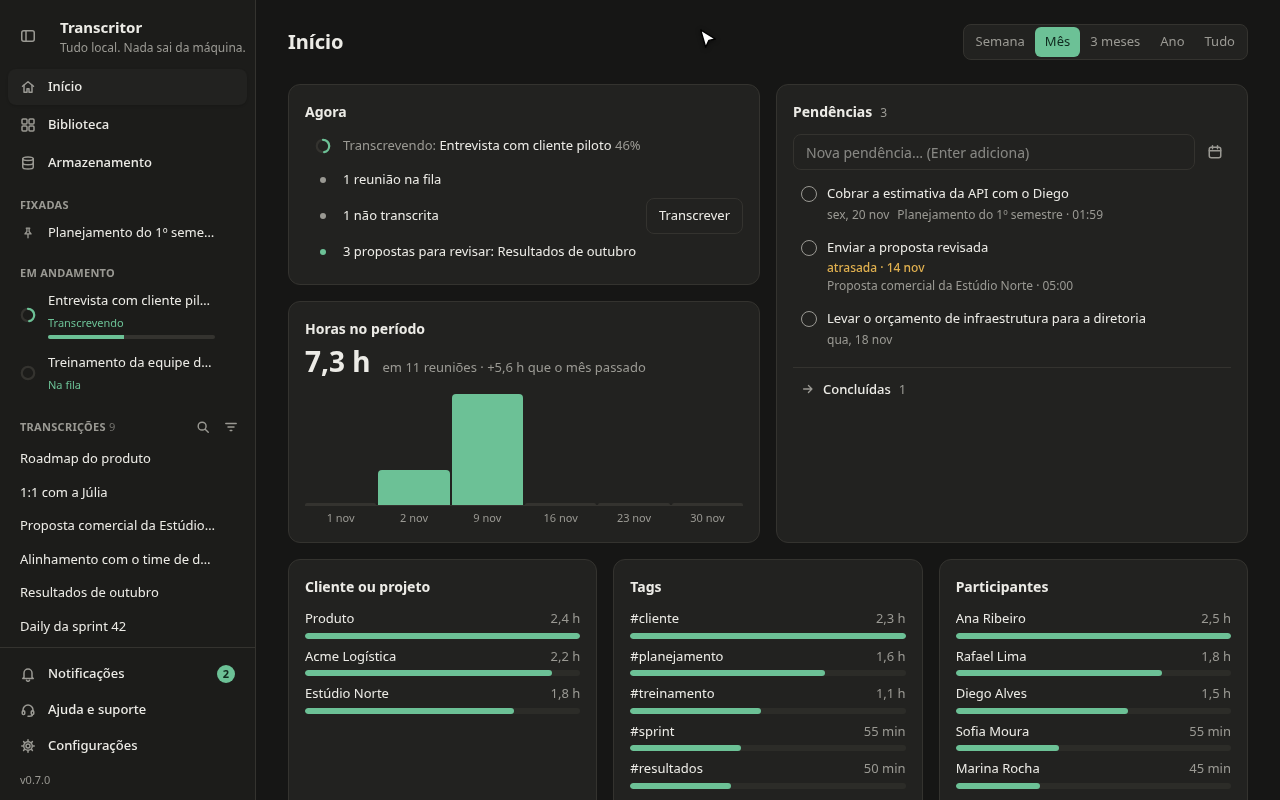 Transcritor
Tudo local. Nada sai da máquina.
Início
Biblioteca
Armazenamento
FIXADAS
Planejamento do 1º seme...
EM ANDAMENTO
Entrevista com cliente pil...
Transcrevendo
Treinamento da equipe d...
Na fila
TRANSCRIÇÕES 9
Roadmap do produto
1:1 com a Júlia
Proposta comercial da Estúdio...
Alinhamento com o time de d...
Resultados de outubro
Daily da sprint 42
Notificações 2
Ajuda e suporte
Configurações
v0.7.0
Início
Semana Mês 3 meses Ano Tudo
Agora
Transcrevendo: Entrevista com cliente piloto 46%
1 reunião na fila
1 não transcrita Transcrever
3 propostas para revisar: Resultados de outubro
Pendências 3
Nova pendência... (Enter adiciona)
Cobrar a estimativa da API com o Diego
sex, 20 nov Planejamento do 1º semestre · 01:59
Enviar a proposta revisada
atrasada · 14 nov
Proposta comercial da Estúdio Norte · 05:00
Levar o orçamento de infraestrutura para a diretoria
qua, 18 nov
Concluídas 1
Horas no período
7,3 h em 11 reuniões · +5,6 h que o mês passado
1 nov 2 nov 9 nov 16 nov 23 nov 30 nov
Cliente ou projeto
Produto 2,4 h
Acme Logística 2,2 h
Estúdio Norte 1,8 h
Tags
#cliente 2,3 h
#planejamento 1,6 h
#treinamento 1,1 h
#sprint 55 min
#resultados 50 min
Participantes
Ana Ribeiro 2,5 h
Rafael Lima 1,8 h
Diego Alves 1,5 h
Sofia Moura 55 min
Marina Rocha 45 min